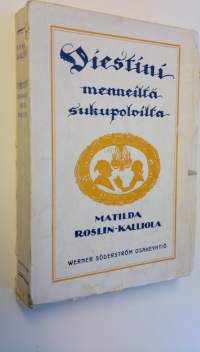 Viestini
menneiltä
sukupolvilta
MATILDA
ROSLIN-KALLIOLA
WERNER SÖDERSTRÖM OSAKEYHTIÖ